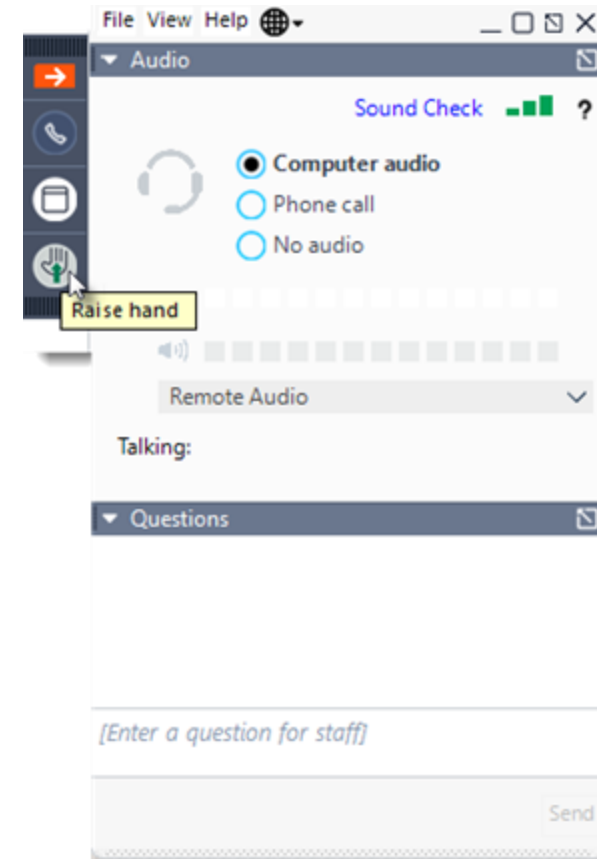 File View Help
Audio
Sound Check ?
Computer audio
Phone call
No audio
Raise hand
Remote Audio
Talking:
Questions
[Enter a question for staff]
Send